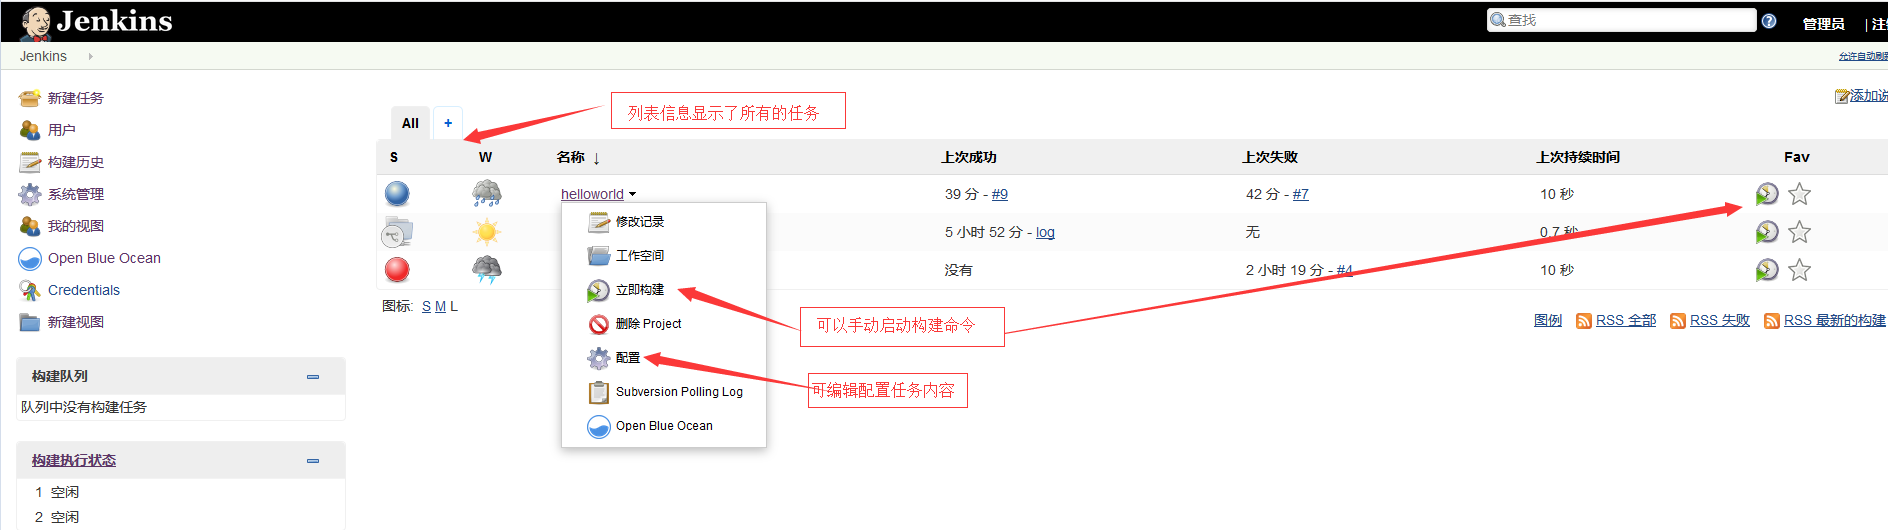 Jenkins
查找
?
管理员
| 注
Jenkins
允许自动刷
新建任务
用户
构建历史
系统管理
我的视图
Open Blue Ocean
Credentials
新建视图
构建队列
队列中没有构建任务
构建执行状态
1 空闲
2 空闲
添加说
列表信息显示了所有的任务
All +
S W 名称 ↓ 上次成功 上次失败 上次持续时间 Fav
helloworld 39 分 - #9 42 分 - #7 10 秒
5 小时 52 分 - log 无 0.7 秒
没有 2 小时 19 分 - #4 10 秒
修改记录
工作空间
立即构建
删除 Project
配置
Subversion Polling Log
Open Blue Ocean
可以手动启动构建命令
可编辑配置任务内容
图标: S M L
图例 RSS 全部 RSS 失败 RSS 最新的构建